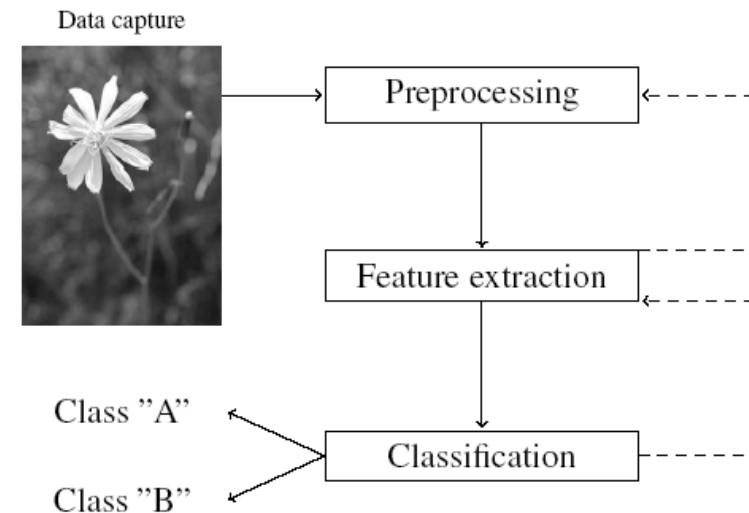 Data capture
Preprocessing
Feature extraction
Class ”A”
Classification
Class ”B”